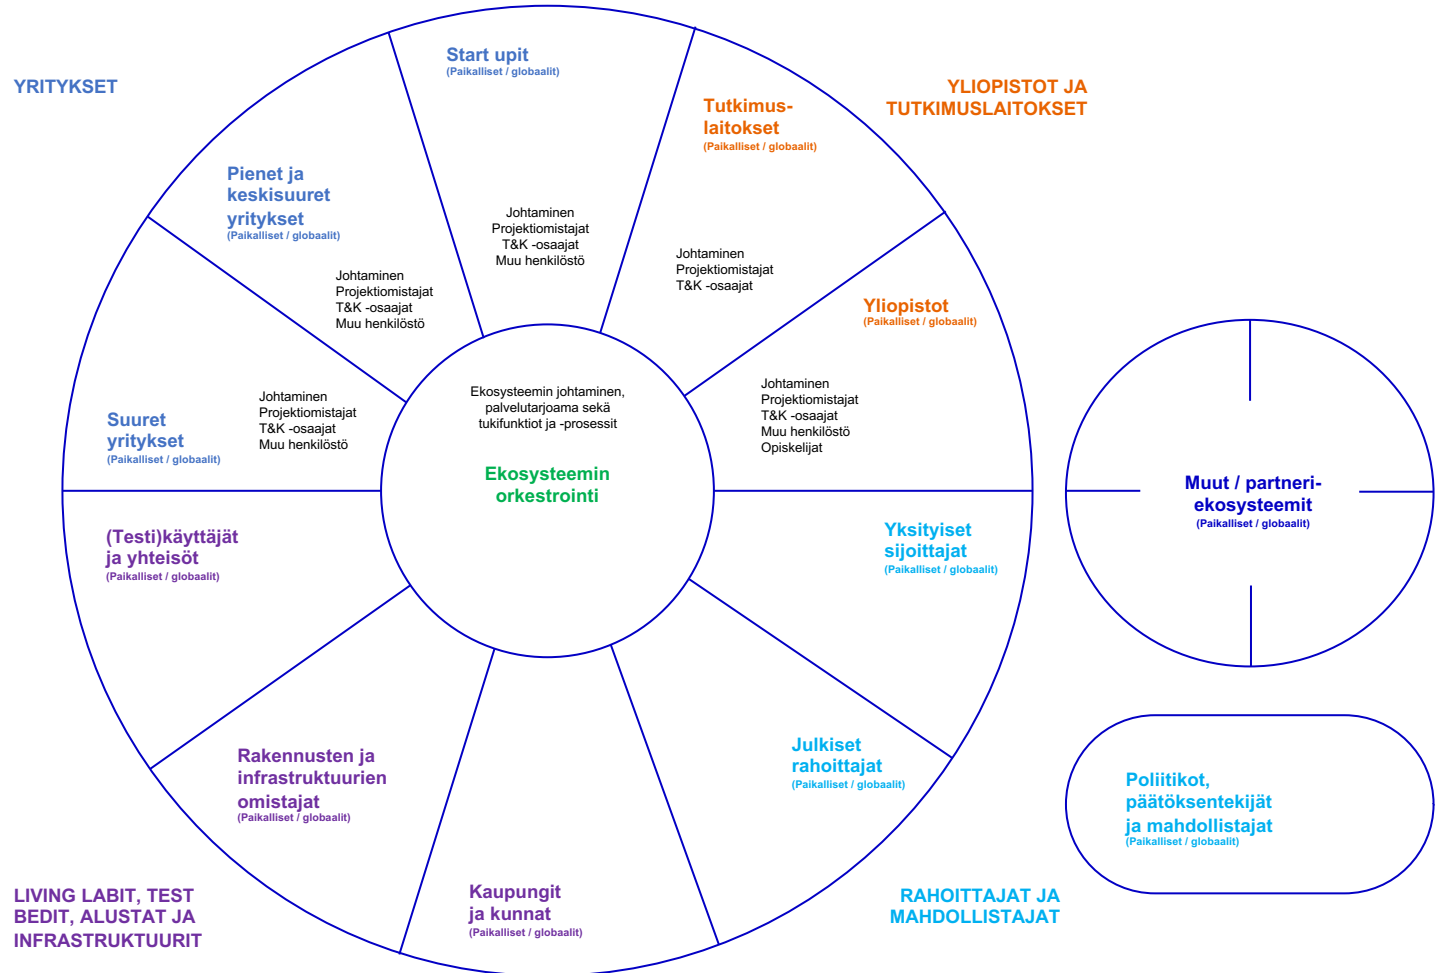 YRITYKSET
Start upit
(Paikalliset / globaalit)
YLIOPISTOT JA
TUTKIMUSLAITOKSET
Tutkimus-
laitokset
(Paikalliset / globaalit)
Pienet ja
keskisuuret
yritykset
(Paikalliset / globaalit)
Johtaminen
Projektiomistajat
T&K -osaajat
Muu henkilöstö
Johtaminen
Projektiomistajat
T&K -osaajat
Muu henkilöstö
Johtaminen
Projektiomistajat
T&K -osaajat
Yliopistot
(Paikalliset / globaalit)
Johtaminen
Projektiomistajat
T&K -osaajat
Muu henkilöstö
Opiskelijat
Suuret
yritykset
(Paikalliset / globaalit)
Johtaminen
Projektiomistajat
T&K -osaajat
Muu henkilöstö
Ekosysteemin johtaminen,
palvelutarjoama sekä
tukifunktiot ja -prosessit
Ekosysteemin
orkestrointi
Muut / partneri-
ekosysteemit
(Paikalliset / globaalit)
(Testi)käyttäjät
ja yhteisöt
(Paikalliset / globaalit)
Yksityiset
sijoittajat
(Paikalliset / globaalit)
Rakennusten ja
infrastruktuurien
omistajat
(Paikalliset / globaalit)
Julkiset
rahoittajat
(Paikalliset / globaalit)
Poliitikot,
päätöksentekijät
ja mahdollistajat
(Paikalliset / globaalit)
LIVING LABIT, TEST
BEDIT, ALUSTAT JA
INFRASTRUKTUURIT
Kaupungit
ja kunnat
(Paikalliset / globaalit)
RAHOITTAJAT JA
MAHDOLLISTAJAT